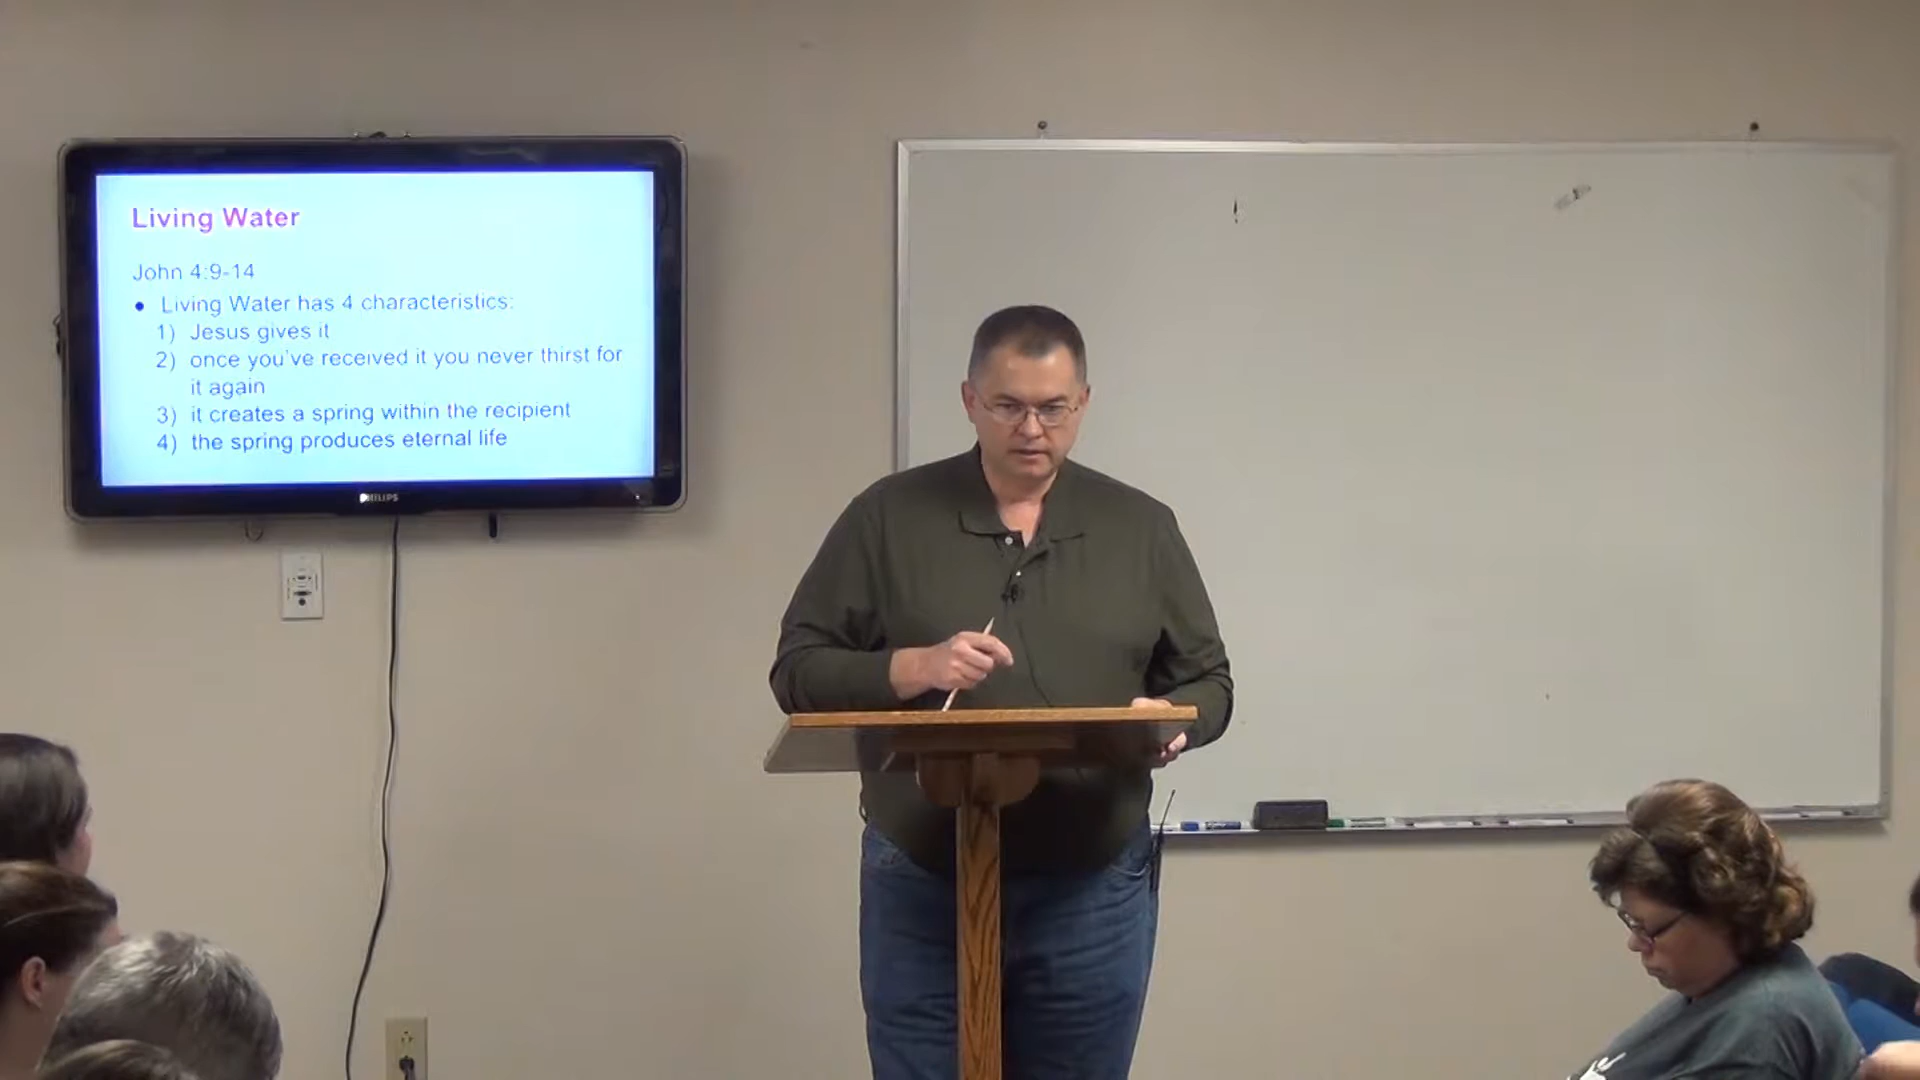 Living Water
John 4:9-14
• Living Water has 4 characteristics:
1) Jesus gives it
2) once you've received it you never thirst for
it again
3) it creates a spring within the recipient
4) the spring produces eternal life
PHILIPS